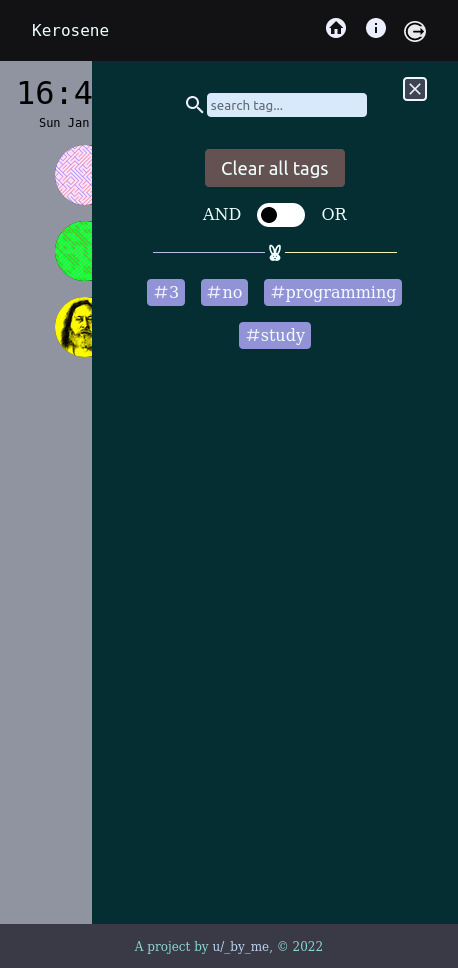 Kerosene
16:4
Sun Jan
search tag...
Clear all tags
AND OR
#3 #no #programming
#study
A project by u/_by_me, © 2022